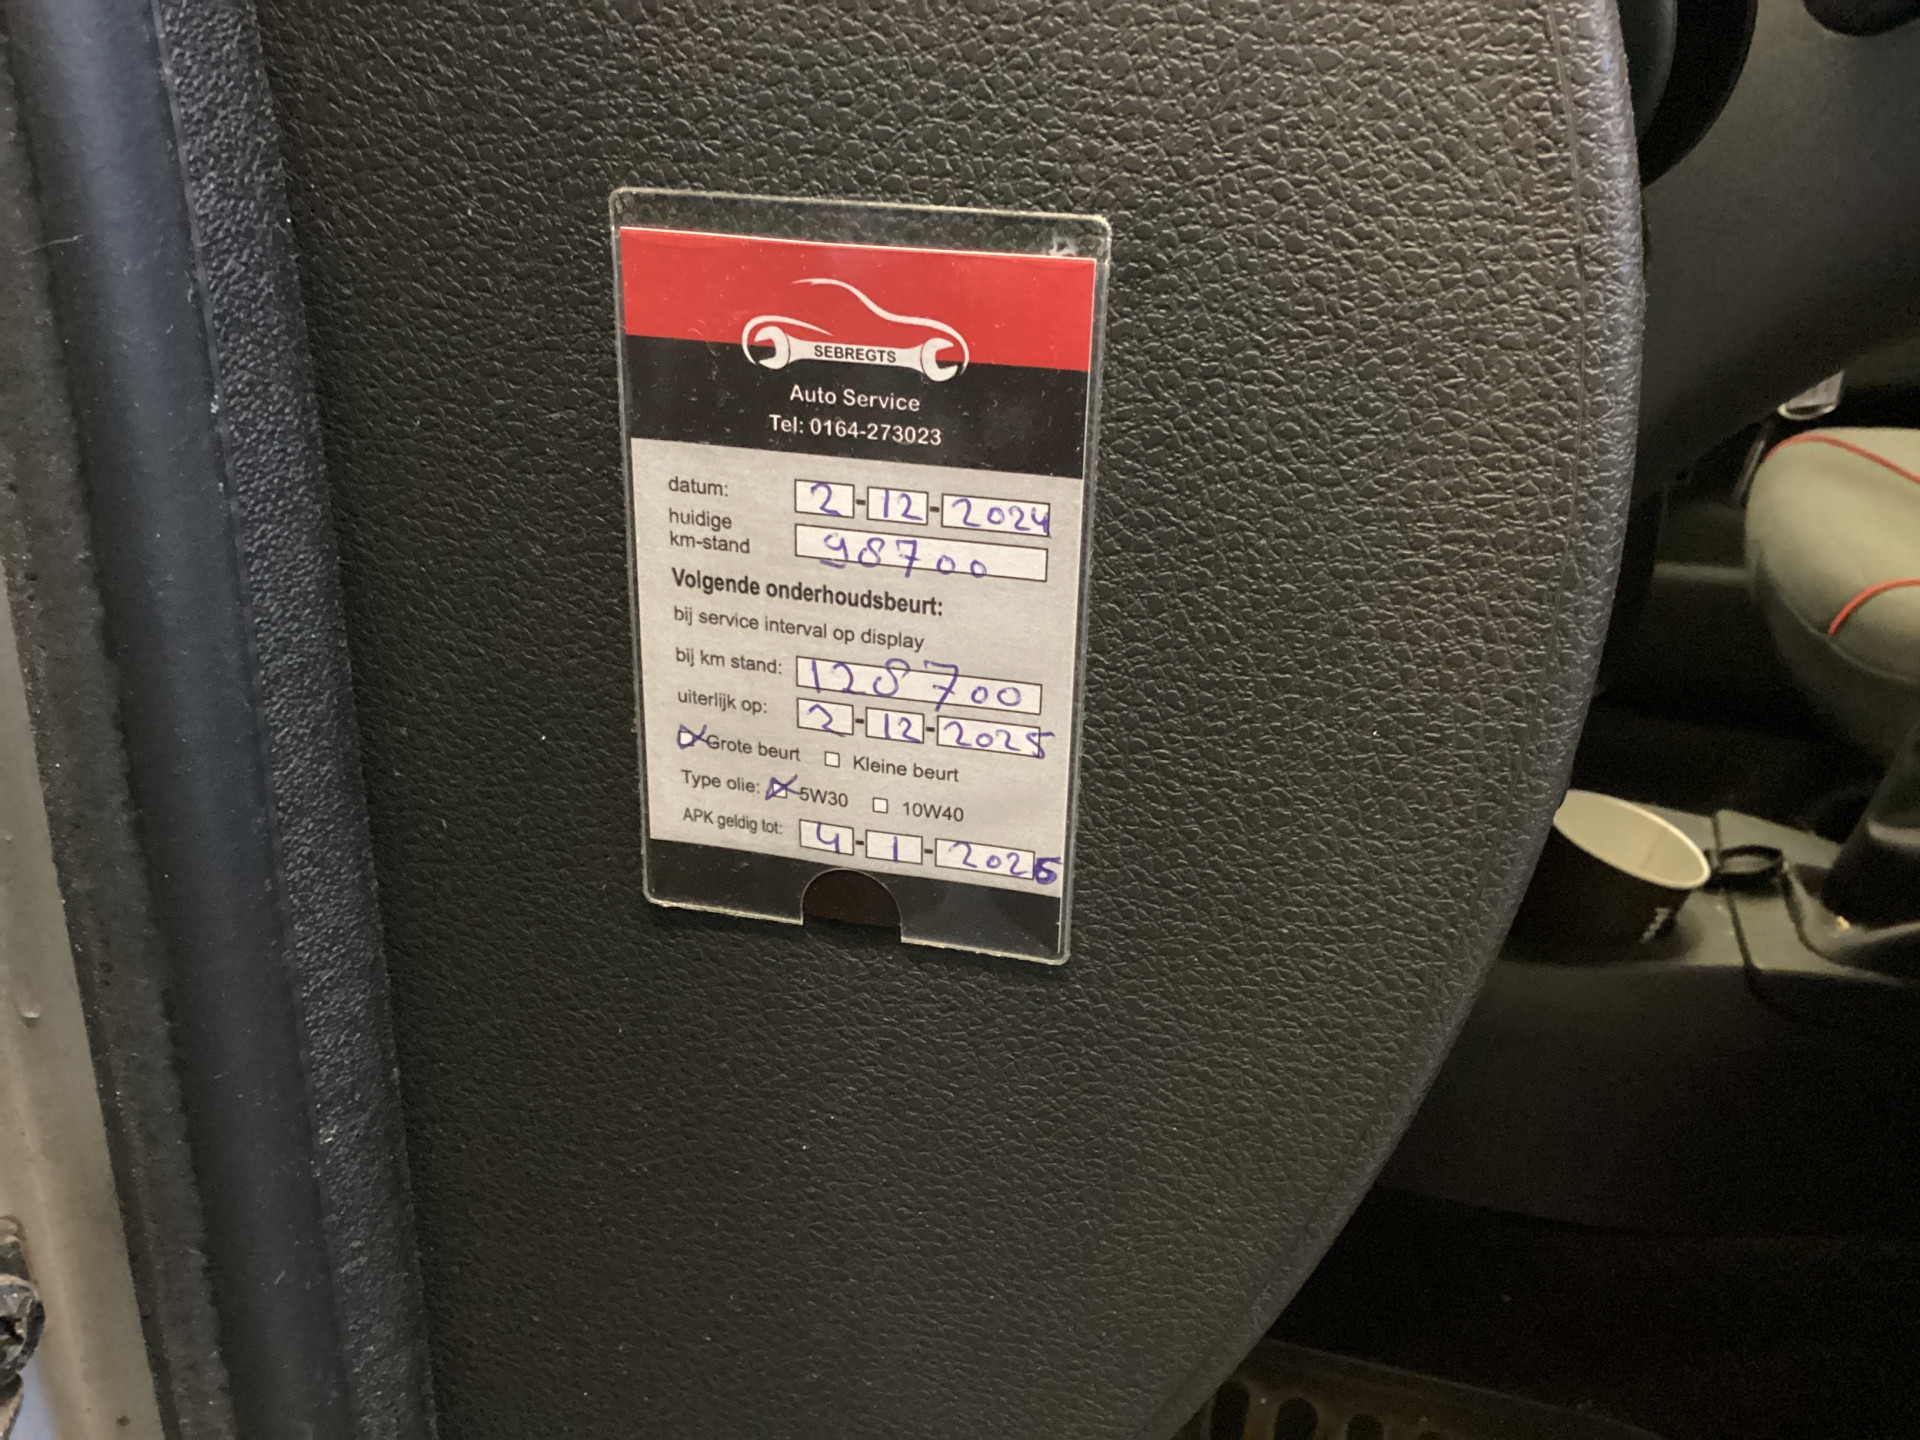 SEBREGTS
Auto Service
Tel: 0164-273023
datum: 2-12-2024
huidige
km-stand 98700
Volgende onderhoudsbeurt:
bij service interval op display
bij km stand: 128700
uiterlijk op: 2-12-2025
Grote beurt Kleine beurt
Type olie: 5W30 10W40
APK geldig tot: 4-1-2026